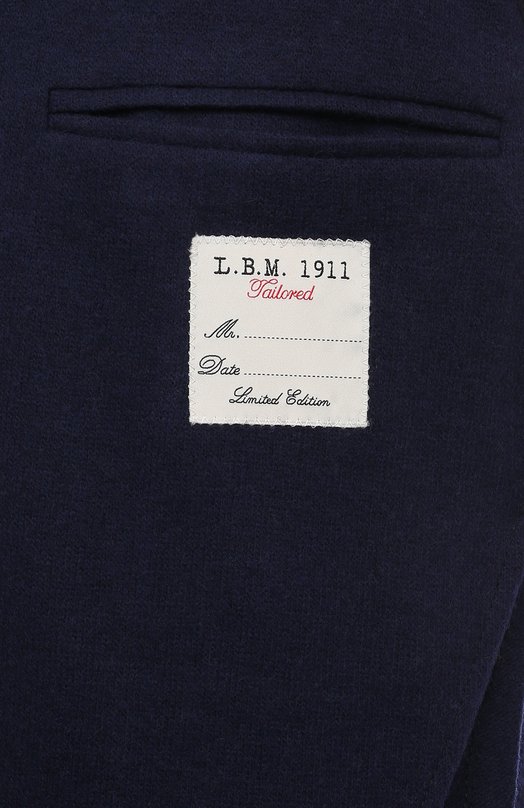 L.B.M. 1911
Tailored
Mr.
Date
Limited Edition